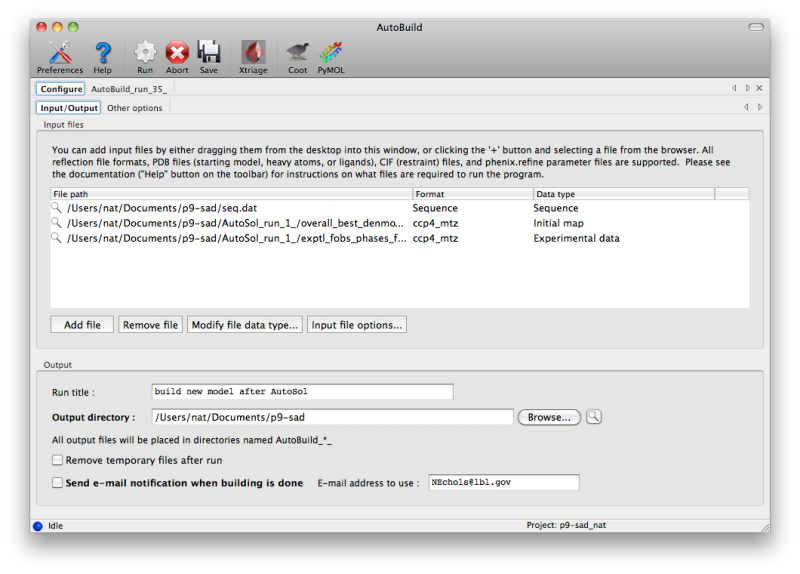 AutoBuild
Preferences Help Run Abort Save Xtriage Coot PyMOL
Configure AutoBuild_run_35_
Input/Output Other options
Input files
You can add input files by either dragging them from the desktop into this window, or clicking the '+' button and selecting a file from the browser. All
reflection file formats, PDB files (starting model, heavy atoms, or ligands), CIF (restraint) files, and phenix.refine parameter files are supported. Please see
the documentation ("Help" button on the toolbar) for instructions on what files are required to run the program.
File path Format Data type
/Users/nat/Documents/p9-sad/seq.dat Sequence Sequence
/Users/nat/Documents/p9-sad/AutoSol_run_1_/overall_best_denmo... ccp4_mtz Initial map
/Users/nat/Documents/p9-sad/AutoSol_run_1_/exptl_fobs_phases_f... ccp4_mtz Experimental data
Add file Remove file Modify file data type... Input file options...
Output
Run title : build new model after AutoSol
Output directory : /Users/nat/Documents/p9-sad Browse...
All output files will be placed in directories named AutoBuild_*_
Remove temporary files after run
Send e-mail notification when building is done E-mail address to use : NEchols@lbl.gov
Idle Project: p9-sad_nat